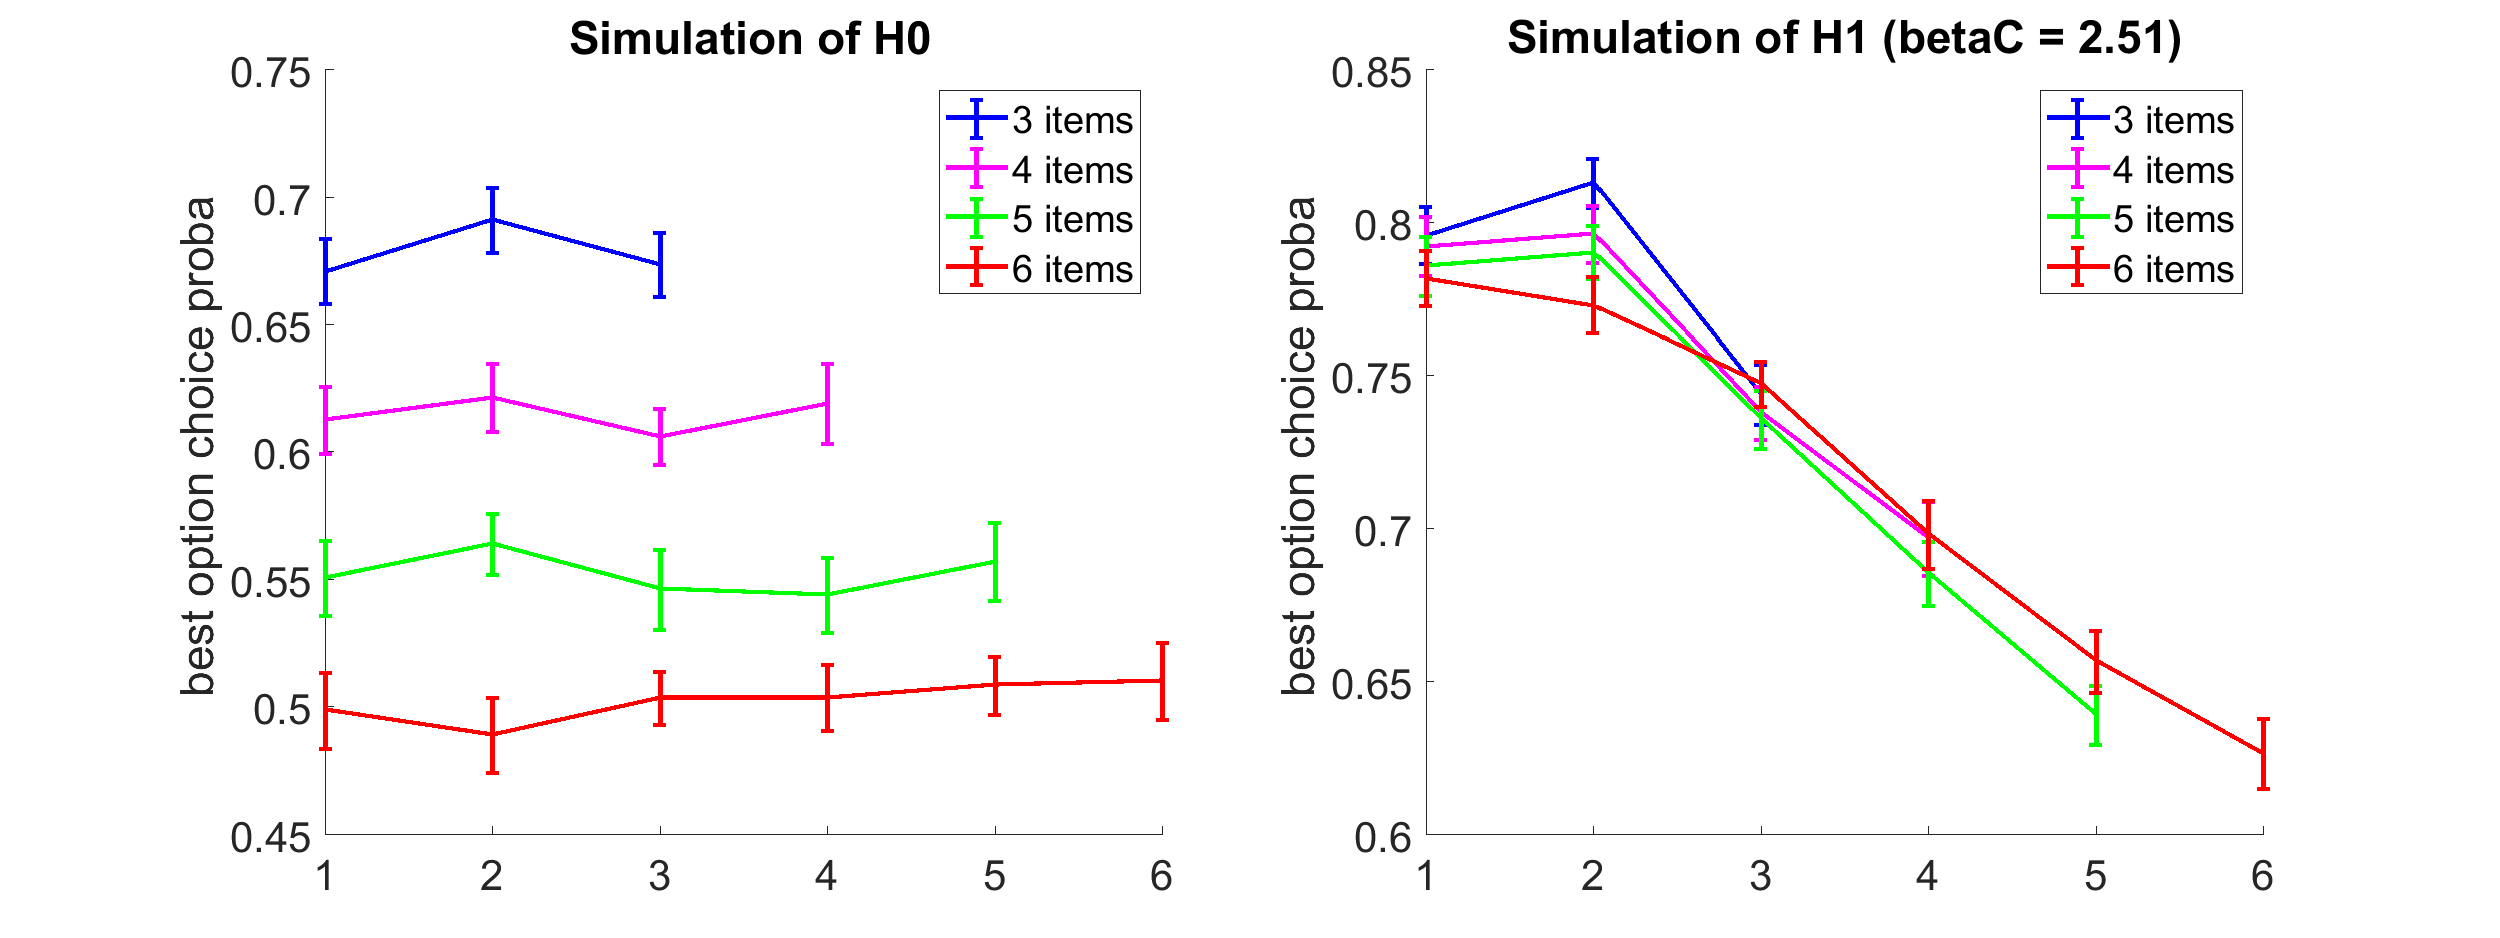 Simulation of H0
0.75
0.7
0.65
0.6
0.55
0.5
0.45
best option choice proba
1 2 3 4 5 6
3 items
4 items
5 items
6 items
Simulation of H1 (betaC = 2.51)
0.85
0.8
0.75
0.7
0.65
0.6
best option choice proba
1 2 3 4 5 6
3 items
4 items
5 items
6 items